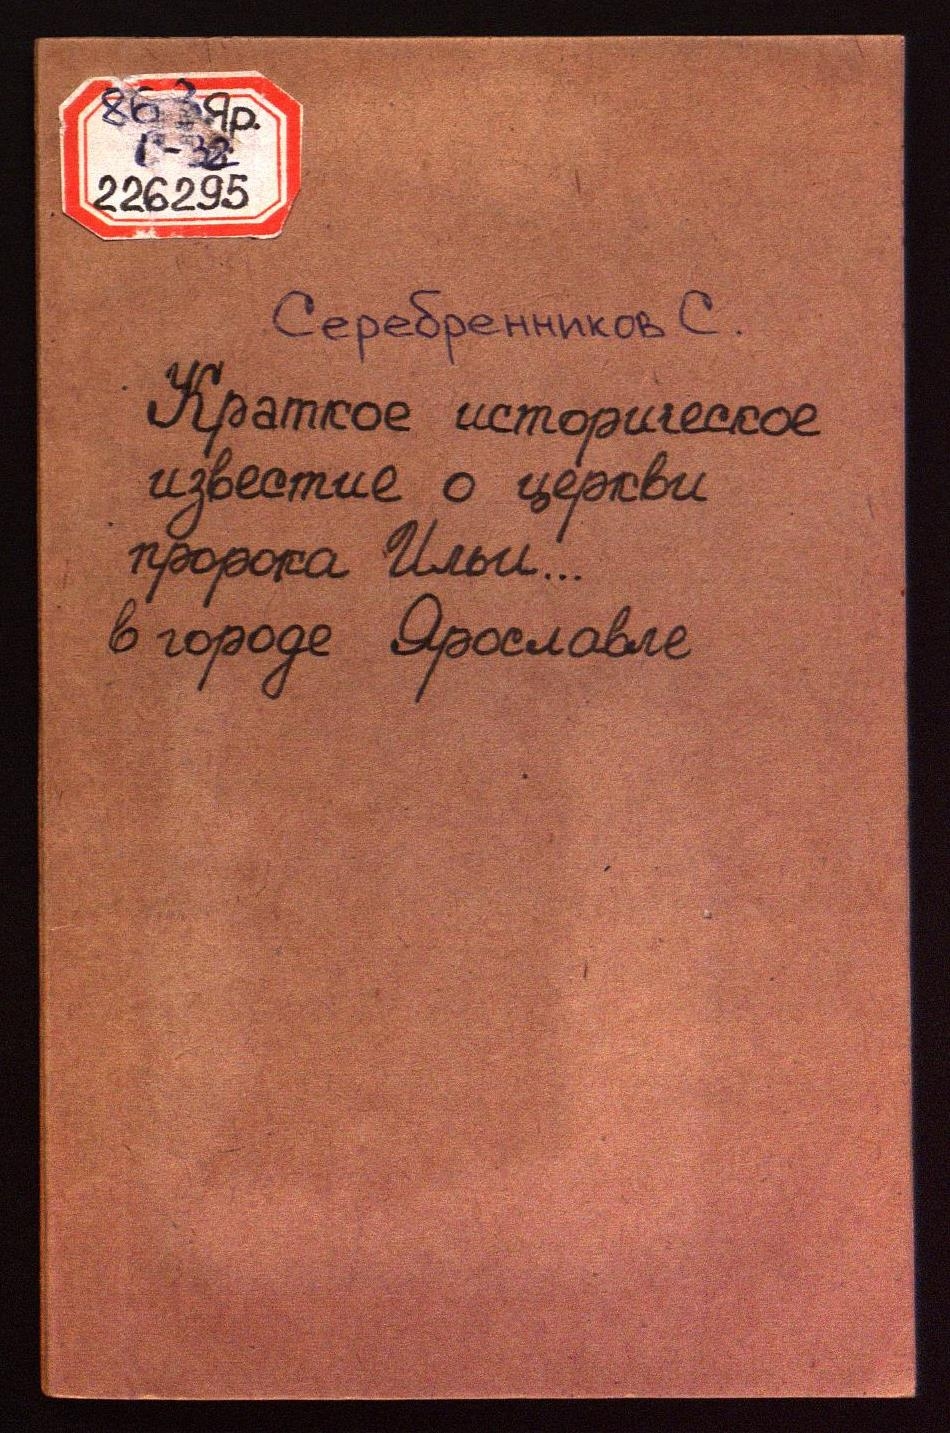 86 3Яр.
С-32
226295
Серебренников С.
Краткое историческое
известие о церкви
пророка Ильи...
в городе Ярославле